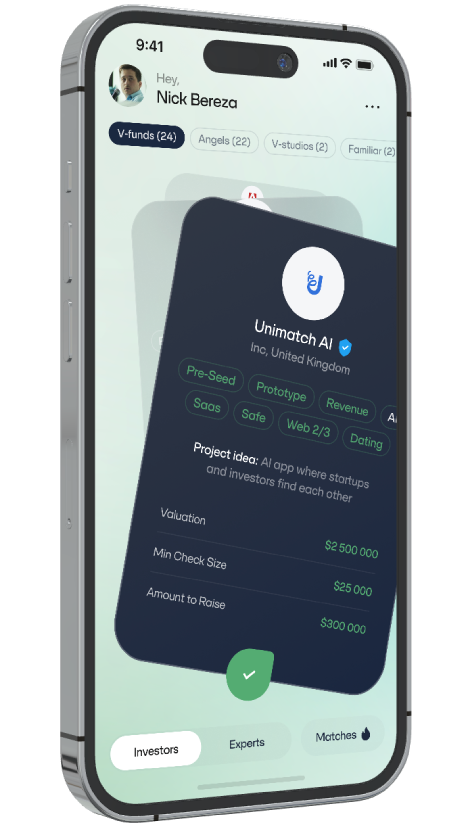 9:41
Hey,
Nick Bereza
V-funds (24) Angels (22) V-studios (2) Familiar (2)
Unimatch AI
Inc, United Kingdom
Pre-Seed Prototype Revenue
Saas Safe Web 2/3 Dating
Project idea: AI app where startups
and investors find each other
Valuation $2 500 000
Min Check Size $25 000
Amount to Raise $300 000
Investors Experts Matches